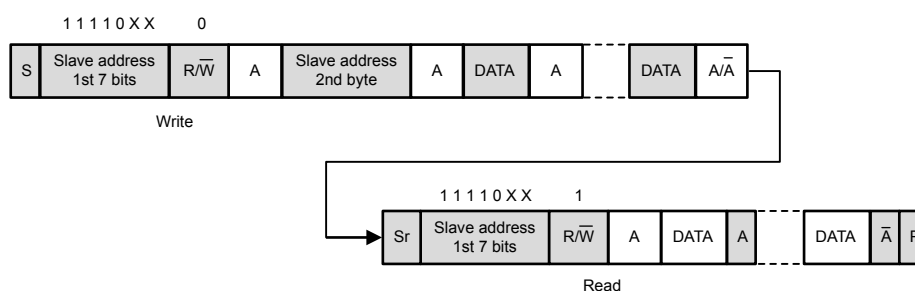 1 1 1 1 0 X X 0
S Slave address 1st 7 bits R/W̅ A Slave address 2nd byte A DATA A DATA A/A̅
Write
1 1 1 1 0 X X 1
Sr Slave address 1st 7 bits R/W̅ A DATA A DATA A̅
Read